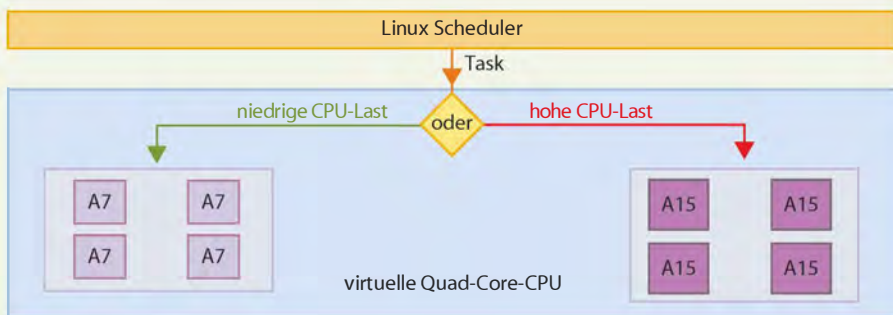 Linux Scheduler
Task
niedrige CPU-Last
oder
hohe CPU-Last
A7 A7
A15 A15
A7 A7
A15 A15
virtuelle Quad-Core-CPU